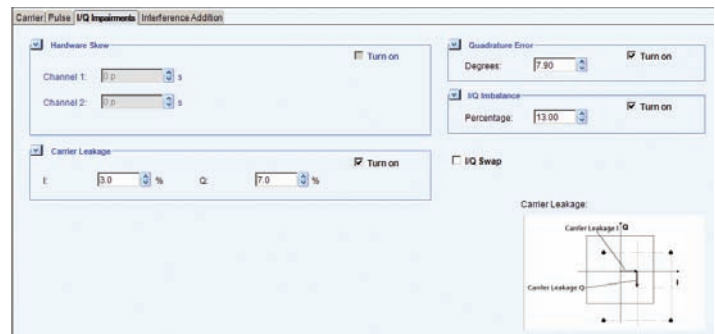 Carrier Pulse I/Q Impairments Interference Addition
Hardware Skew
Turn on
Channel 1: 0 p s
Channel 2: 0 p s
Carrier Leakage
Turn on
I: 3.0 % Q: 7.0 %
Quadrature Error
Degrees: 7.90 Turn on
I/Q Imbalance
Percentage: 13.00 Turn on
I/Q Swap
Carrier Leakage:
Carrier Leakage I Q
I
Carrier Leakage Q